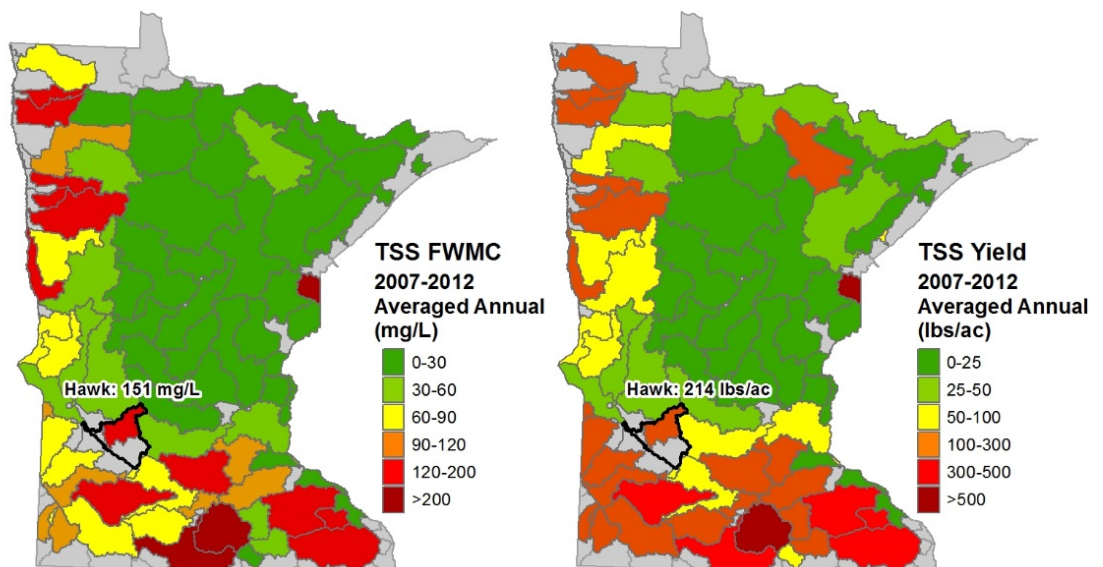 TSS FWMC
2007-2012
Averaged Annual
(mg/L)
0-30
30-60
60-90
90-120
120-200
>200
Hawk: 151 mg/L
TSS Yield
2007-2012
Averaged Annual
(lbs/ac)
0-25
25-50
50-100
100-300
300-500
>500
Hawk: 214 lbs/ac